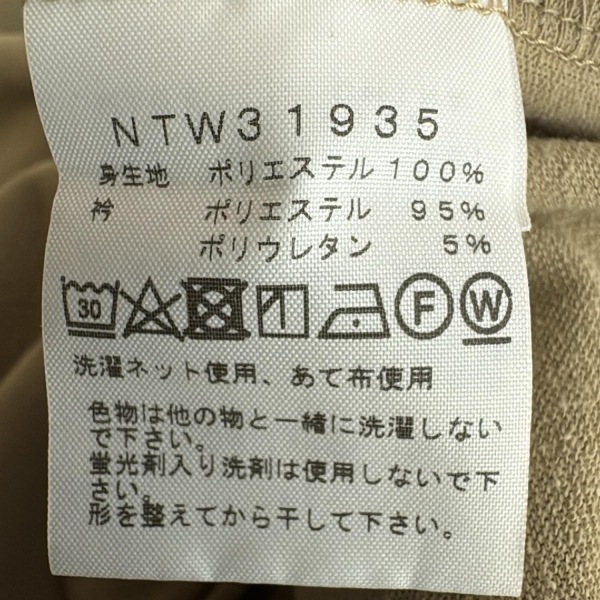 NTW31935
身生地 ポリエステル 100%
衿 ポリエステル 95%
ポリウレタン 5%
30 F W
洗濯ネット使用、あて布使用
色物は他の物と一緒に洗濯しない
で下さい。
蛍光剤入り洗剤は使用しないで下
さい。
形を整えてから干して下さい。